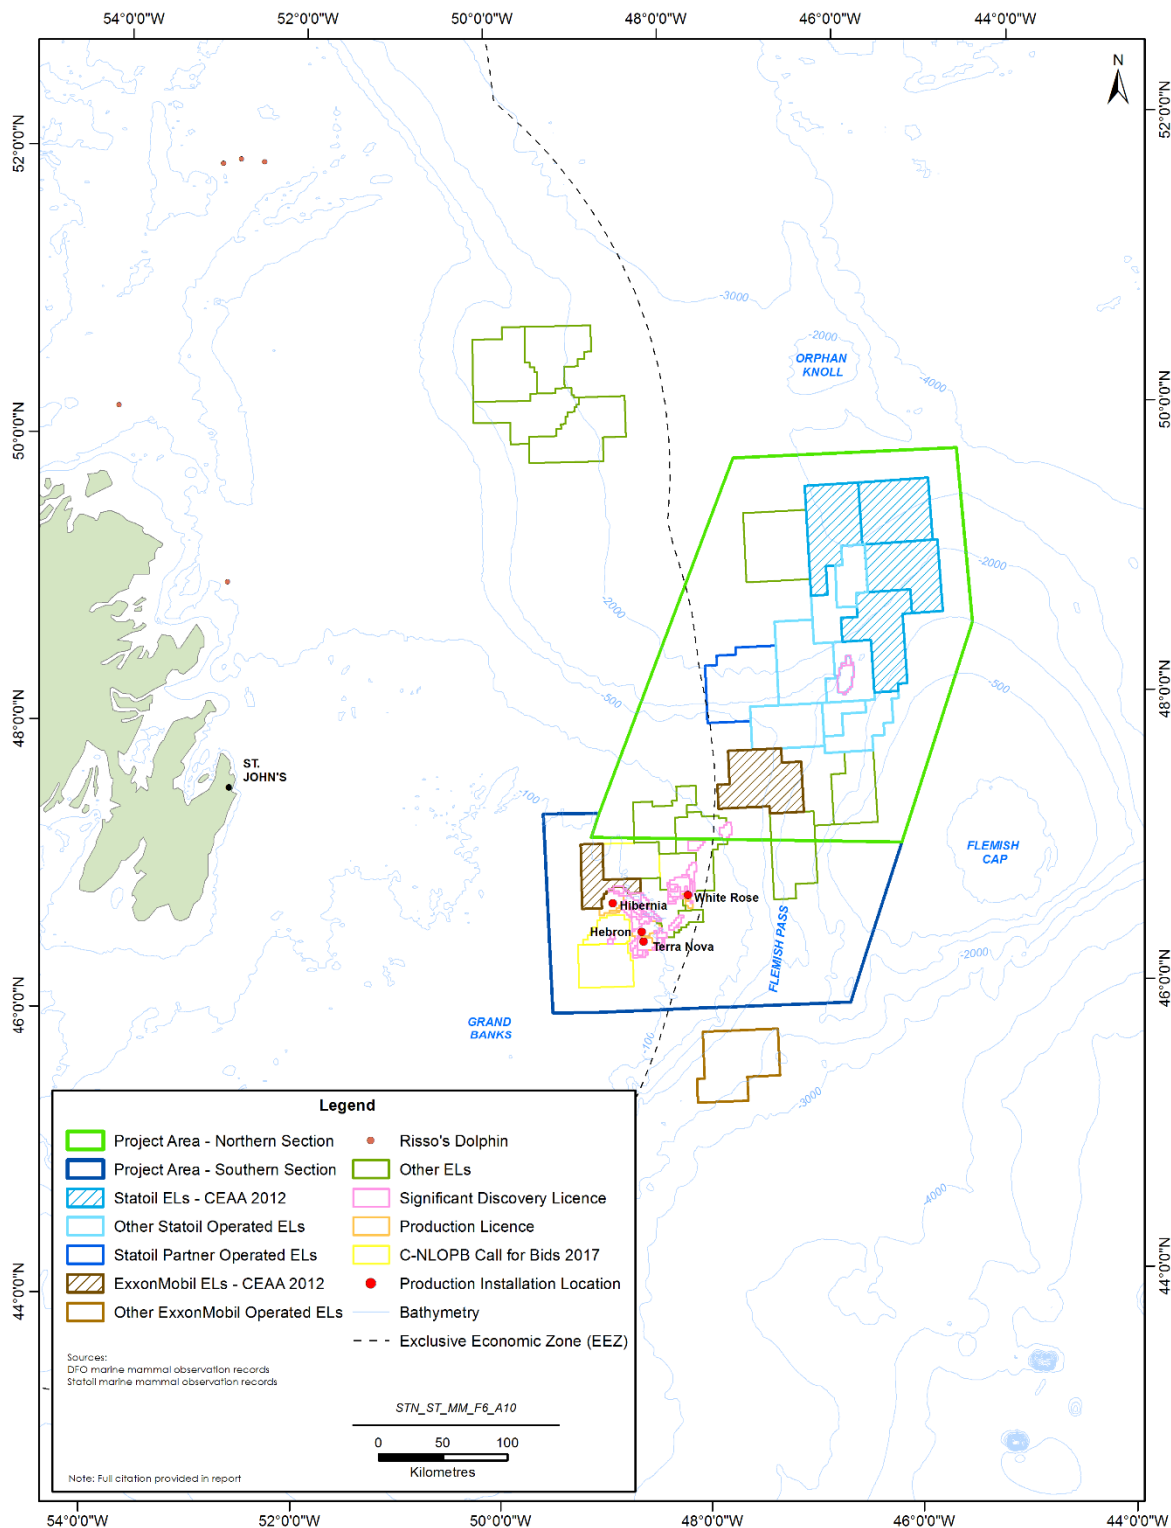 54°0'0"W 52°0'0"W 50°0'0"W 48°0'0"W 46°0'0"W 44°0'0"W
N
52°0'0"N
52°0'0"N
-3000
-2000
ORPHAN
KNOLL
-4000
50°0'0"N
50°0'0"N
-2000
-2000
-500
-500
48°0'0"N
48°0'0"N
ST.
JOHN'S
-100
FLEMISH
CAP
White Rose
Hibernia
Hebron
Terra Nova
FLEMISH PASS
-2000
46°0'0"N
46°0'0"N
GRAND
BANKS
-100
-3000
-4000
44°0'0"N
44°0'0"N
Legend
Project Area - Northern Section
Project Area - Southern Section
Statoil ELs - CEAA 2012
Other Statoil Operated ELs
Statoil Partner Operated ELs
ExxonMobil ELs - CEAA 2012
Other ExxonMobil Operated ELs
Risso's Dolphin
Other ELs
Significant Discovery Licence
Production Licence
C-NLOPB Call for Bids 2017
Production Installation Location
Bathymetry
Exclusive Economic Zone (EEZ)
Sources:
DFO marine mammal observation records
Statoil marine mammal observation records
STN_ST_MM_F6_A10
0 50 100
Kilometres
Note: Full citation provided in report
54°0'0"W 52°0'0"W 50°0'0"W 48°0'0"W 46°0'0"W 44°0'0"W